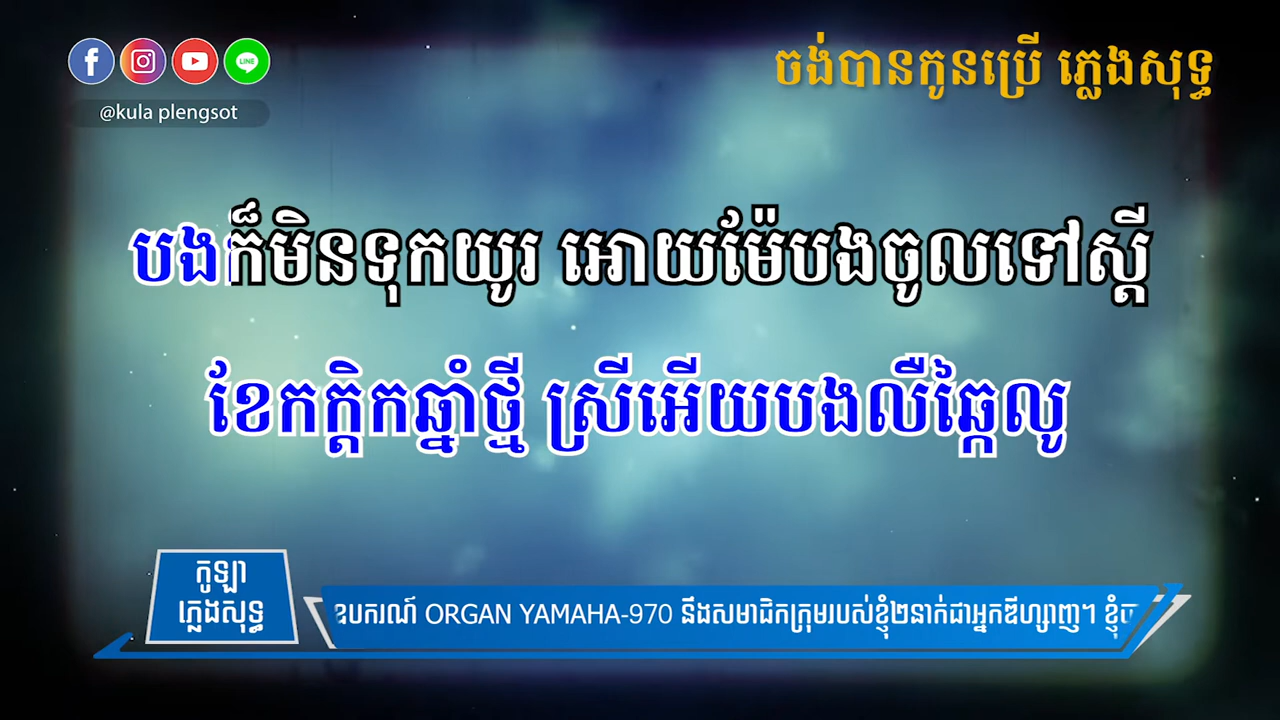 ចង់បានកូនប្រើ ភ្លេងសុទ្ធ
@kula plengsot
បងក៏មិនទុកយូរ អោយម៉ែបងចូលទៅស្ដី
ខែកក្ដិកឆ្នាំថ្មី ស្រីអើយបងលឺឆ្កៃលូ
កូឡា
ភ្លេងសុទ្ធ
ឧបករណ៍ ORGAN YAMAHA-970 នឹងសមាជិកក្រុមរបស់ខ្ញុំ២នាក់ជាអ្នកឌីហ្សាញ។ ខ្ញុំ